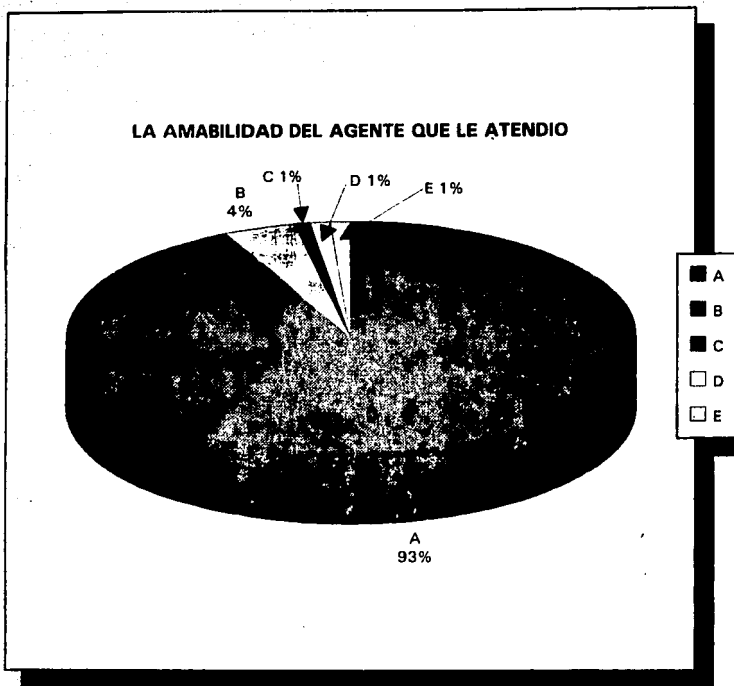 LA AMABILIDAD DEL AGENTE QUE LE ATENDIO
C 1%
D 1%
E 1%
B
4%
A
B
C
D
E
A
93%